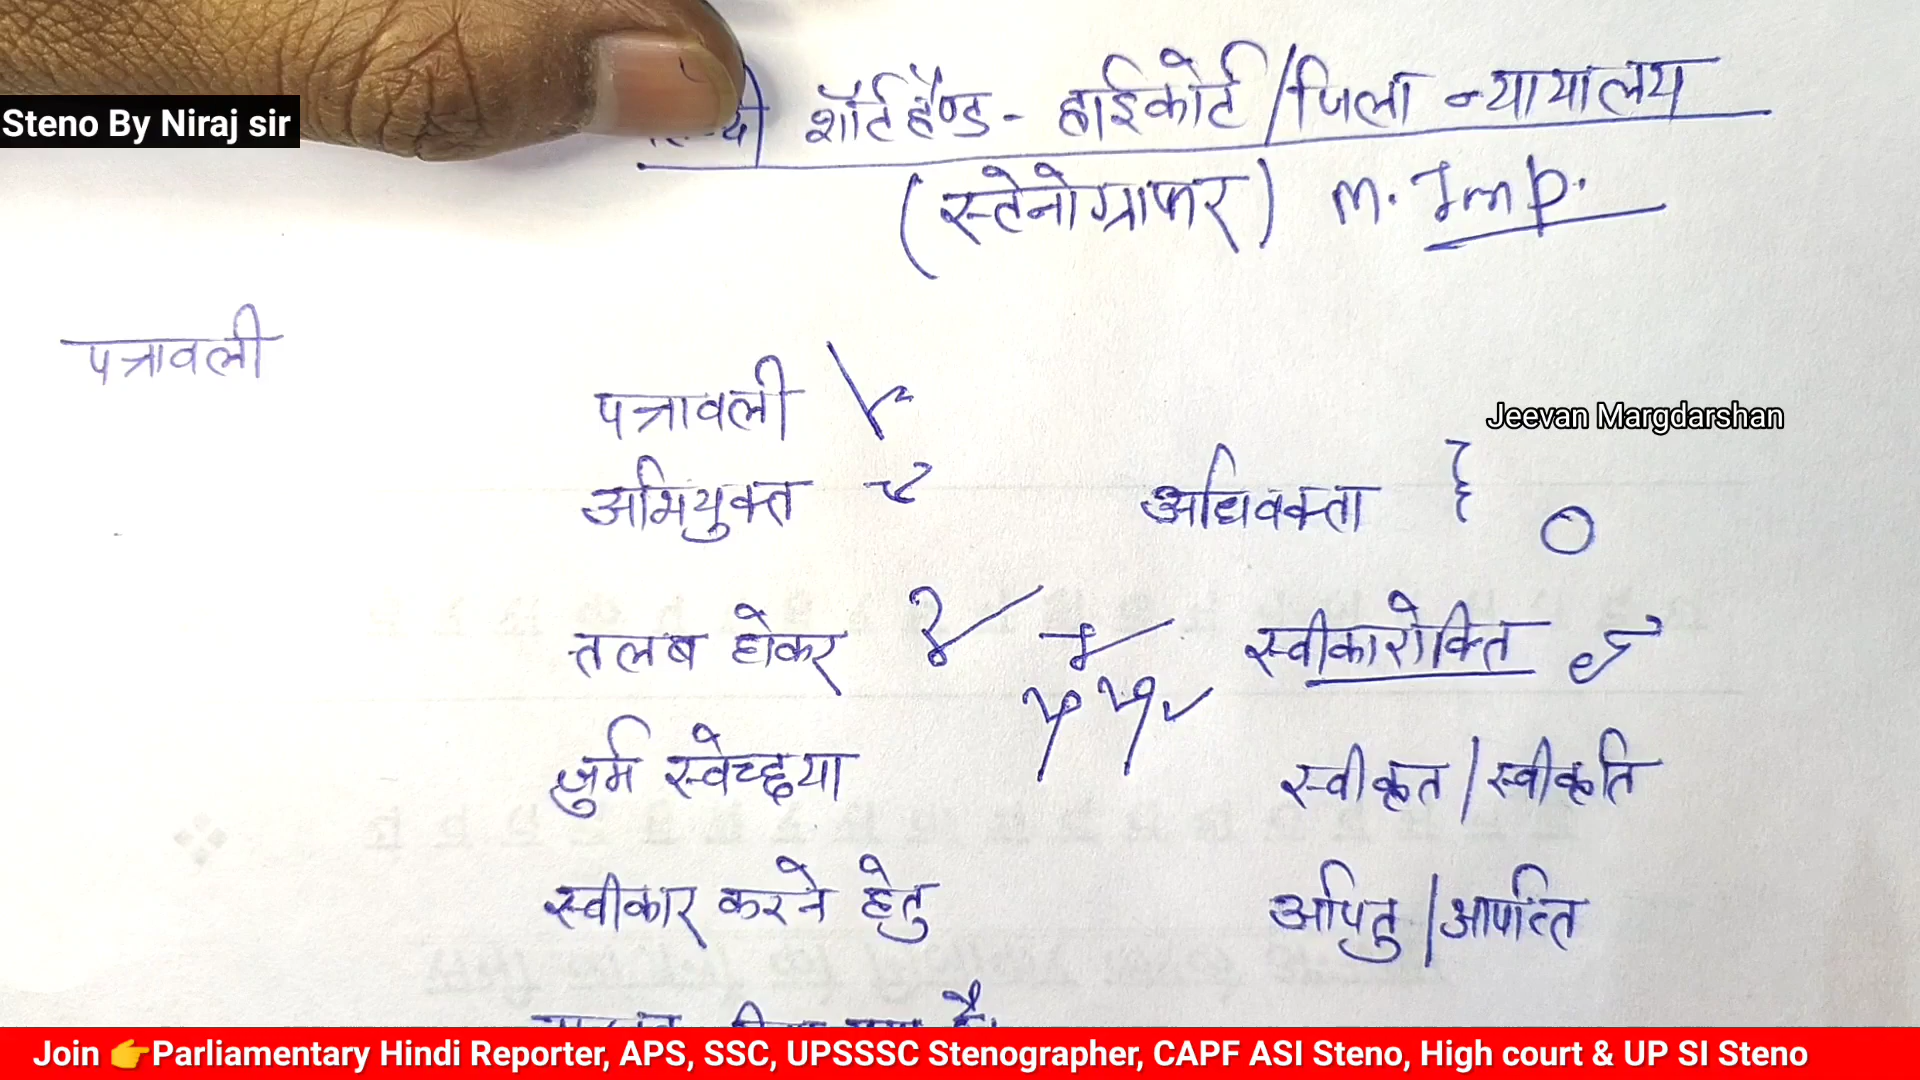 शॉर्टहैण्ड - हाईकोर्ट/जिला न्यायालय
Steno By Niraj sir
(स्टेनोग्राफर) m. Imp.
पत्रावली
पत्रावली
Jeevan Margdarshan
अभियुक्त अधिवक्ता
तलब होकर स्वीकारोक्ति
जुर्म स्वेच्छया स्वीकृत/स्वीकृति
स्वीकार करने हेतु अपितु/आपत्ति
है।
Join 👉Parliamentary Hindi Reporter, APS, SSC, UPSSSC Stenographer, CAPF ASI Steno, High court & UP SI Steno